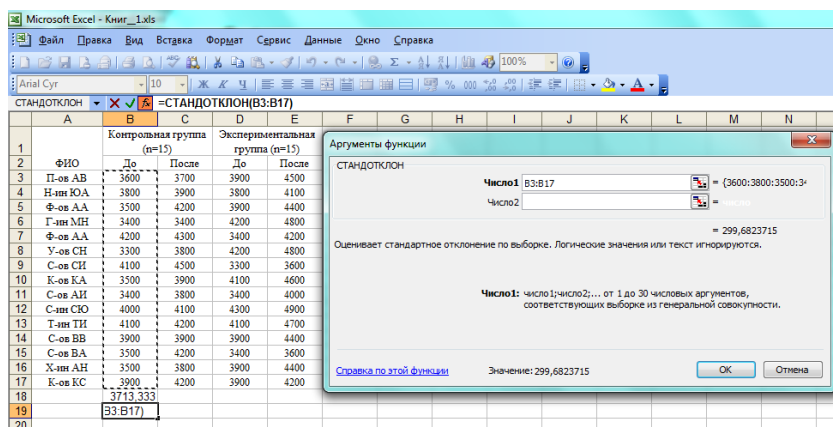 Microsoft Excel - Книг__1.xls
Файл Правка Вид Вставка Формат Сервис Данные Окно Справка
100%
Arial Cyr 10 Ж К Ч % 000
СТАНДОТКЛОН =СТАНДОТКЛОН(B3:B17)
A B C D E F G H I J K L M N
1 Контрольная группа (n=15) Экспериментальная группа (n=15)
2 ФИО До После До После
3 П-ов АВ 3600 3700 3900 4500
4 Н-ин ЮА 3800 3900 3800 4100
5 Ф-ов АА 3500 4200 3900 4400
6 Г-ин МН 3400 3400 4200 4800
7 Ф-ов АА 4200 4300 3400 4200
8 У-ов СН 3300 3800 4200 4800
9 С-ов СИ 4100 4500 3300 3600
10 К-ов КА 3500 3900 4100 4600
11 С-ов АИ 3400 3800 3400 4000
12 С-ин СЮ 4000 4100 4300 4900
13 Т-ин ТИ 4100 4200 4100 4700
14 С-ов ВВ 3900 3900 3900 4400
15 С-ов ВА 3500 4200 3400 3600
16 Х-ин АН 3500 3800 3900 4400
17 К-ов КС 3900 4200 3900 4200
18 3713,333
19 B3:B17)
20
Аргументы функции
СТАНДОТКЛОН
Число1 B3:B17 = {3600:3800:3500:34
Число2 = число
= 299,6823715
Оценивает стандартное отклонение по выборке. Логические значения или текст игнорируются.
Число1: число1;число2;... от 1 до 30 числовых аргументов,
соответствующих выборке из генеральной совокупности.
Справка по этой функции Значение:299,6823715 OK Отмена